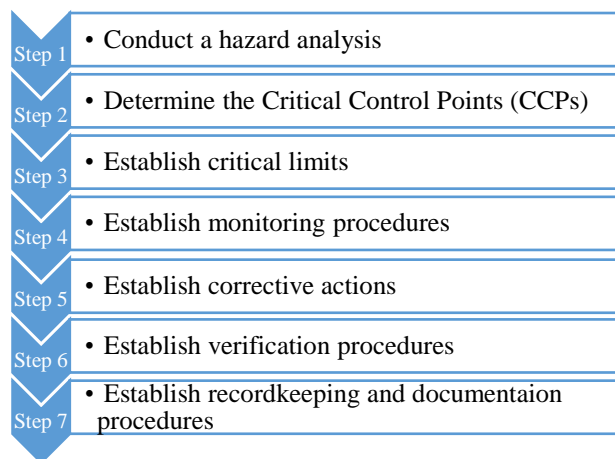 Step 1
• Conduct a hazard analysis
Step 2
• Determine the Critical Control Points (CCPs)
Step 3
• Establish critical limits
Step 4
• Establish monitoring procedures
Step 5
• Establish corrective actions
Step 6
• Establish verification procedures
Step 7
• Establish recordkeeping and documentaion
procedures